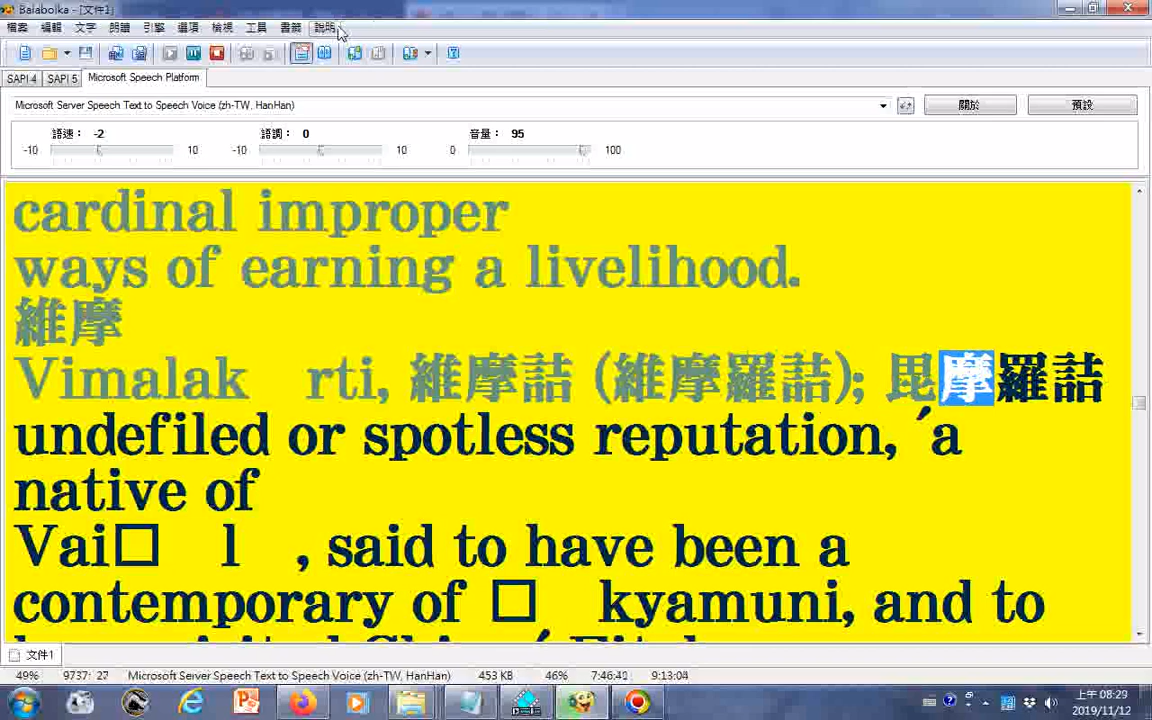 Balabolka - [文件1]
檔案 編輯 文字 朗讀 引擎 選項 檢視 工具 書籤 說明
SAPI 4 SAPI 5 Microsoft Speech Platform
Microsoft Server Speech Text to Speech Voice (zh-TW, HanHan) 關於 預設
語速: -2 語調: 0 音量: 95
-10 10 -10 10 0 100
cardinal improper
ways of earning a livelihood.
維摩
Vimalak rti, 維摩詰 (維摩羅詰); 毘摩羅詰
undefiled or spotless reputation, ´a
native of
Vai□ l , said to have been a
contemporary of □ kyamuni, and to
文件1
49% 9737: 27 Microsoft Server Speech Text to Speech Voice (zh-TW, HanHan) 453 KB 46% 7:46:40 9:13:04
上午 08:29
2019/11/12